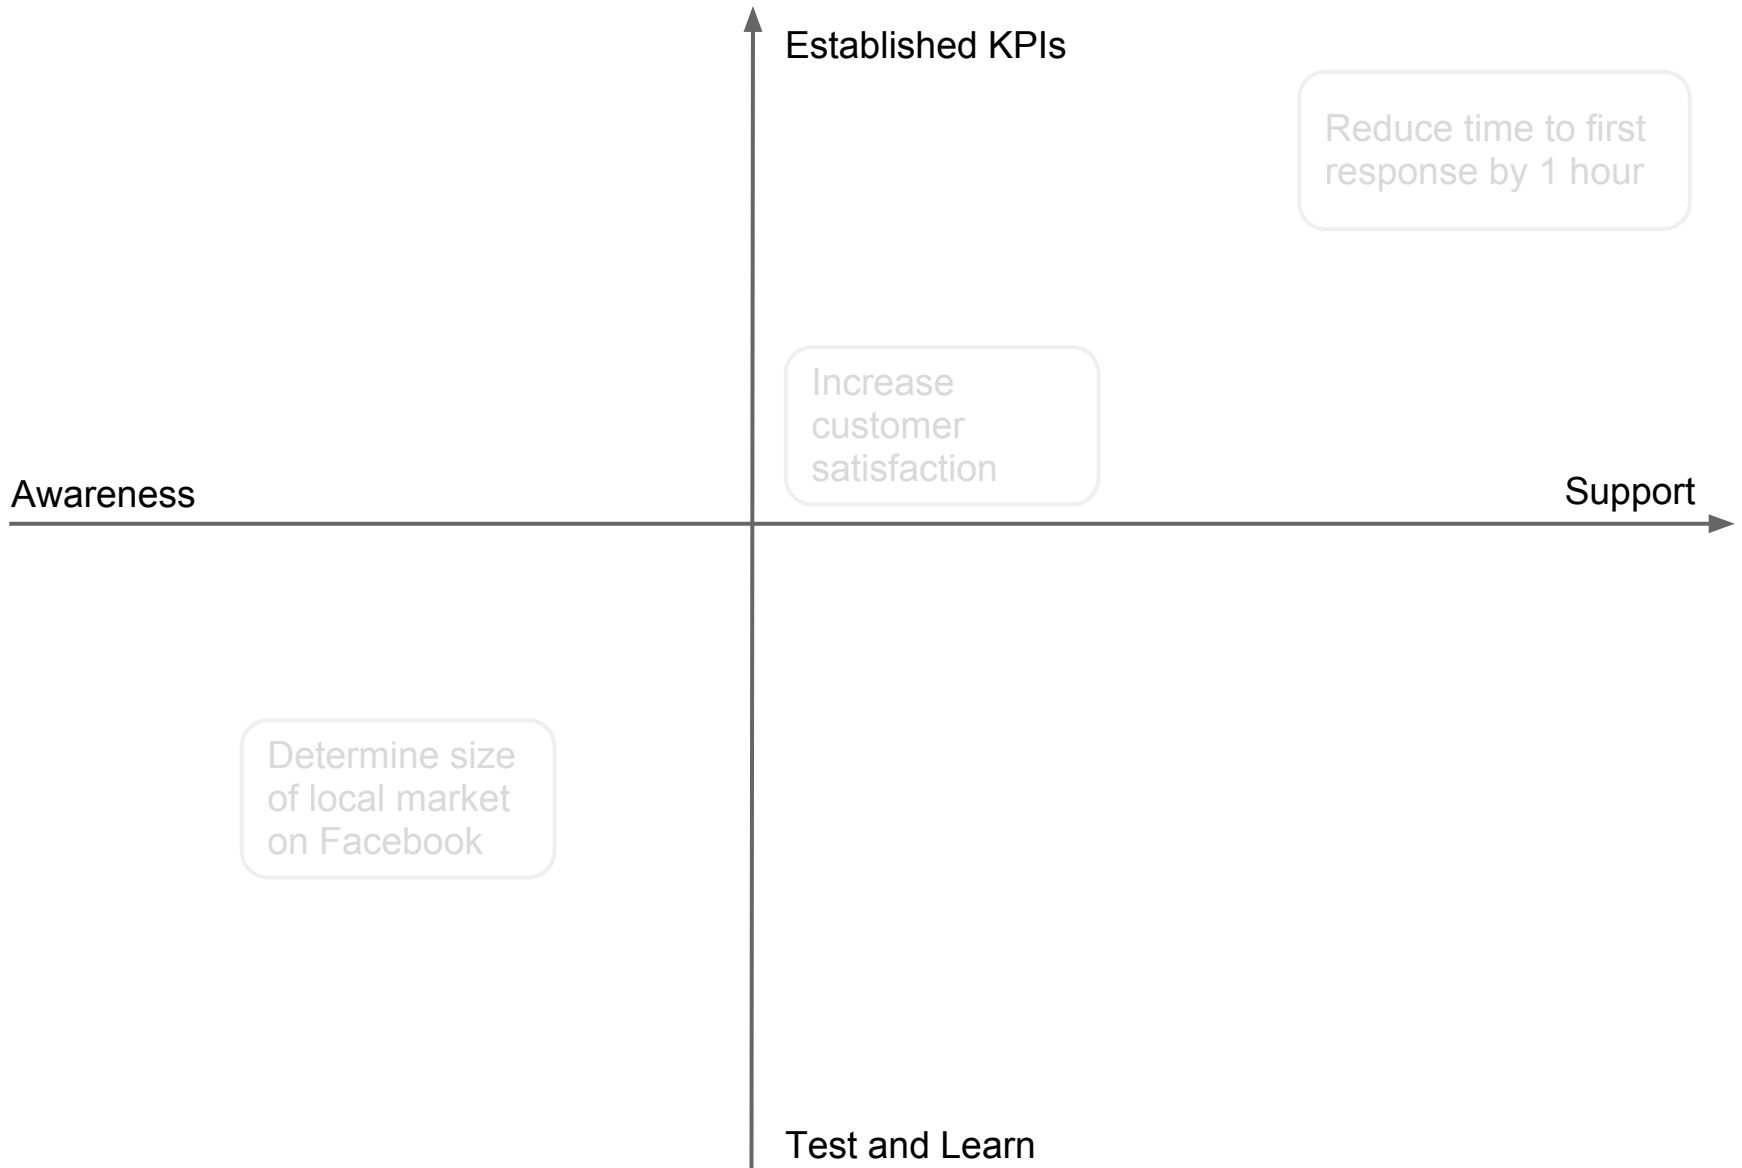 Established KPIs
Reduce time to first
response by 1 hour
Increase
customer
satisfaction
Awareness
Support
Determine size
of local market
on Facebook
Test and Learn